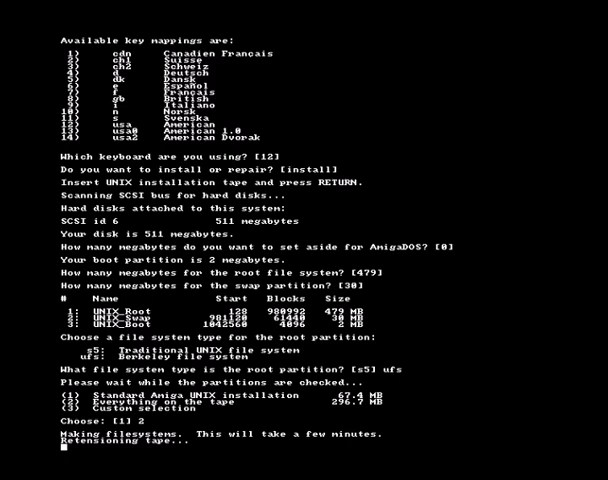 Available key mappings are:
1) cdn Canadien Français
2) ch1 Suisse
3) ch2 Schweiz
4) d Deutsch
5) dk Dansk
6) e Español
7) f Français
8) gb British
9) i Italiano
10) n Norsk
11) s Svenska
12) usa American
13) usa0 American 1.0
14) usa2 American Dvorak
Which keyboard are you using? [12]
Do you want to install or repair? [install]
Insert UNIX installation tape and press RETURN.
Scanning SCSI bus for hard disks...
Hard disks attached to this system:
SCSI id 6 511 megabytes
Your disk is 511 megabytes.
How many megabytes do you want to set aside for AmigaDOS? [0]
Your boot partition is 2 megabytes.
How many megabytes for the root file system? [479]
How many megabytes for the swap partition? [30]
# Name Start Blocks Size
1: UNIX_Root 128 980992 479 MB
2: UNIX_Swap 981120 61440 30 MB
3: UNIX_Boot 1042560 4096 2 MB
Choose a file system type for the root partition:
s5: Traditional UNIX file system
ufs: Berkeley file system
What file system type is the root partition? [s5] ufs
Please wait while the partitions are checked...
(1) Standard Amiga UNIX installation 67.4 MB
(2) Everything on the tape 296.7 MB
(3) Custom selection
Choose: [1] 2
Making filesystems. This will take a few minutes.
Retensioning tape...